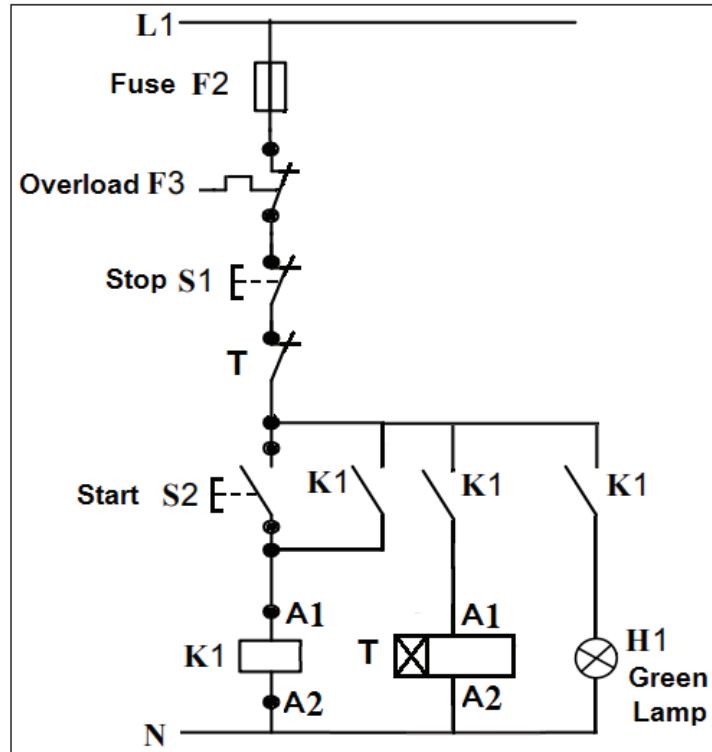 L1
Fuse F2
Overload F3
Stop S1
T
Start S2
K1
K1
K1
A1
A1
K1
T
H1
Green
Lamp
A2
A2
N